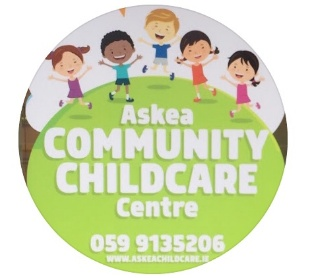 Askea
COMMUNITY
CHILDCARE
Centre
059 9135206
WWW.ASKEACHILDCARE.IE